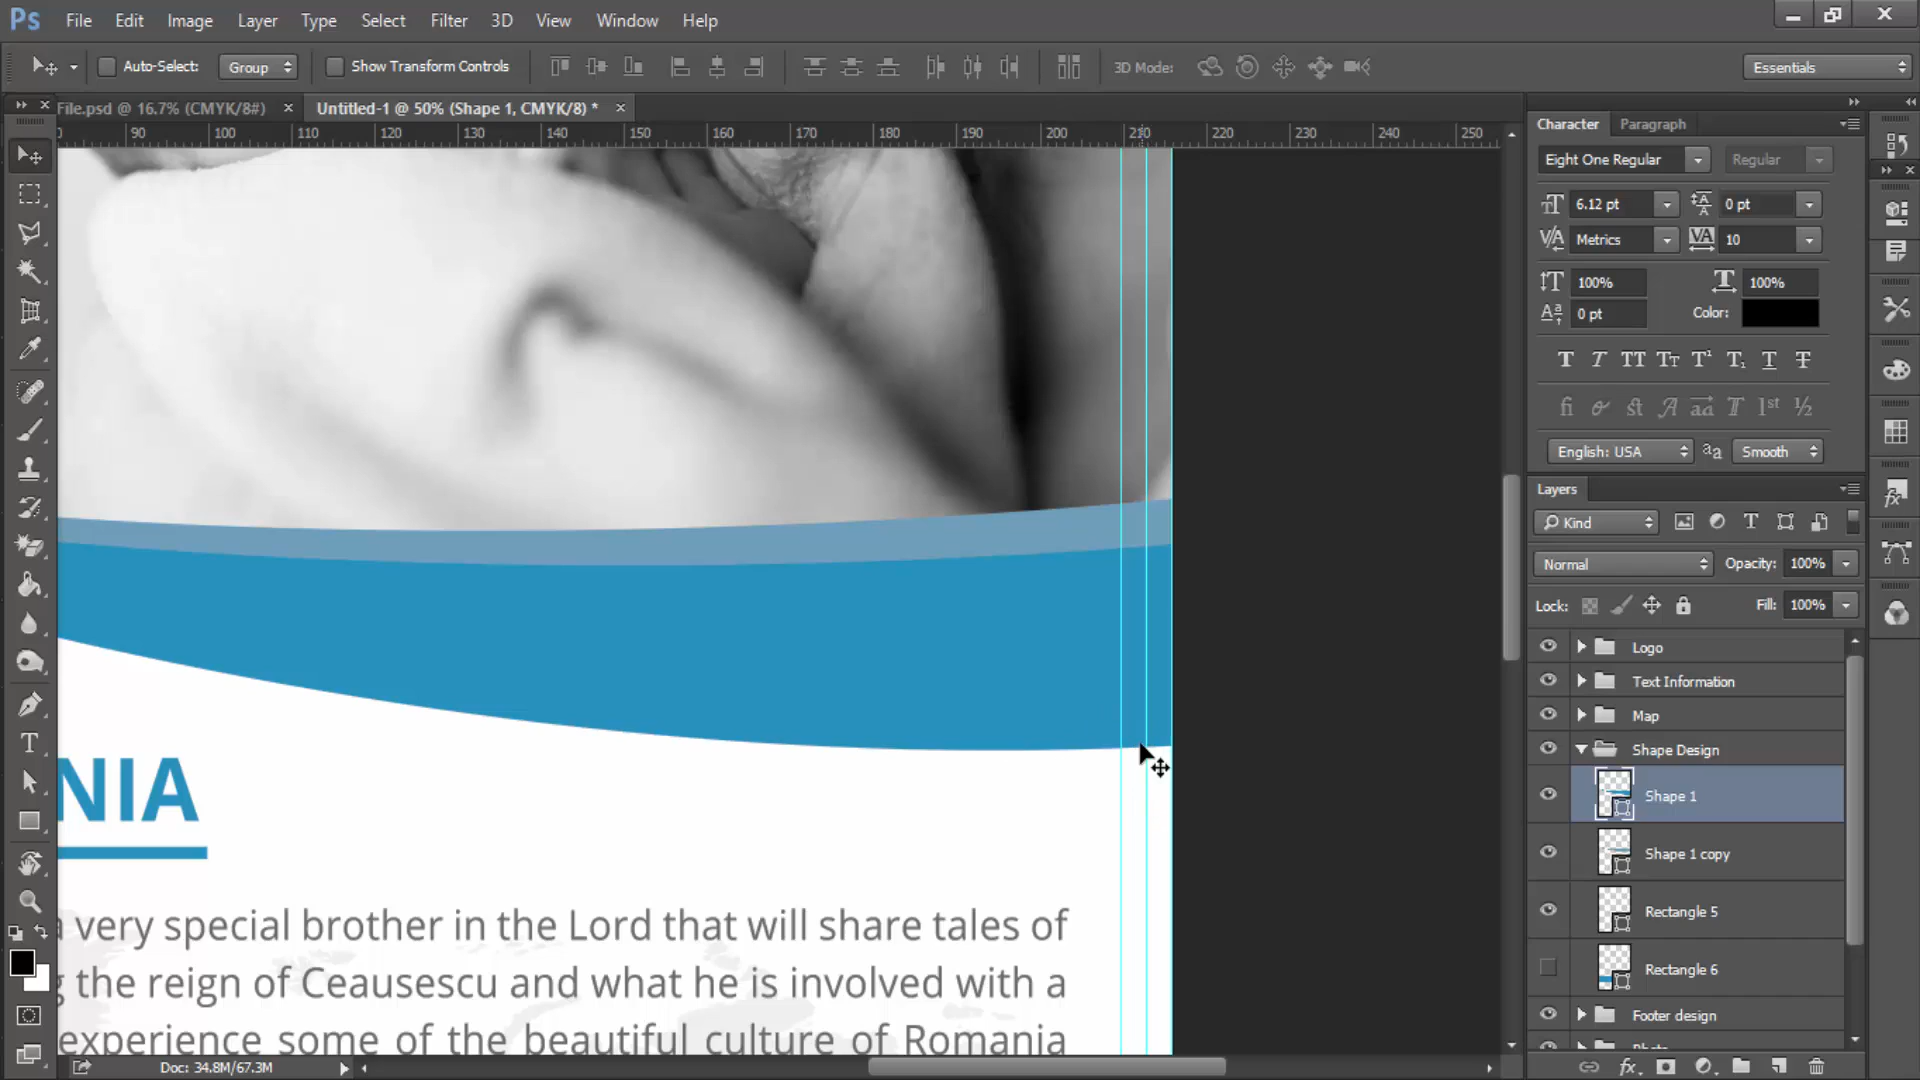 Ps File Edit Image Layer Type Select Filter 3D View Window Help
Auto-Select: Group Show Transform Controls 3D Mode: Essentials
File.psd @ 16.7% (CMYK/8#) × Untitled-1 @ 50% (Shape 1, CMYK/8) * ×
90 100 110 120 130 140 150 160 170 180 190 200 210 220 230 240 250
Character Paragraph
Eight One Regular Regular
6.12 pt 0 pt
Metrics 10
100% 100%
0 pt Color:
English: USA Smooth
Layers
Kind
Normal Opacity: 100%
Lock: Fill: 100%
Logo
Text Information
Map
Shape Design
Shape 1
Shape 1 copy
Rectangle 5
Rectangle 6
Footer design
NIA
a very special brother in the Lord that will share tales of
g the reign of Ceausescu and what he is involved with a
experience some of the beautiful culture of Romania
Doc: 34.8M/67.3M